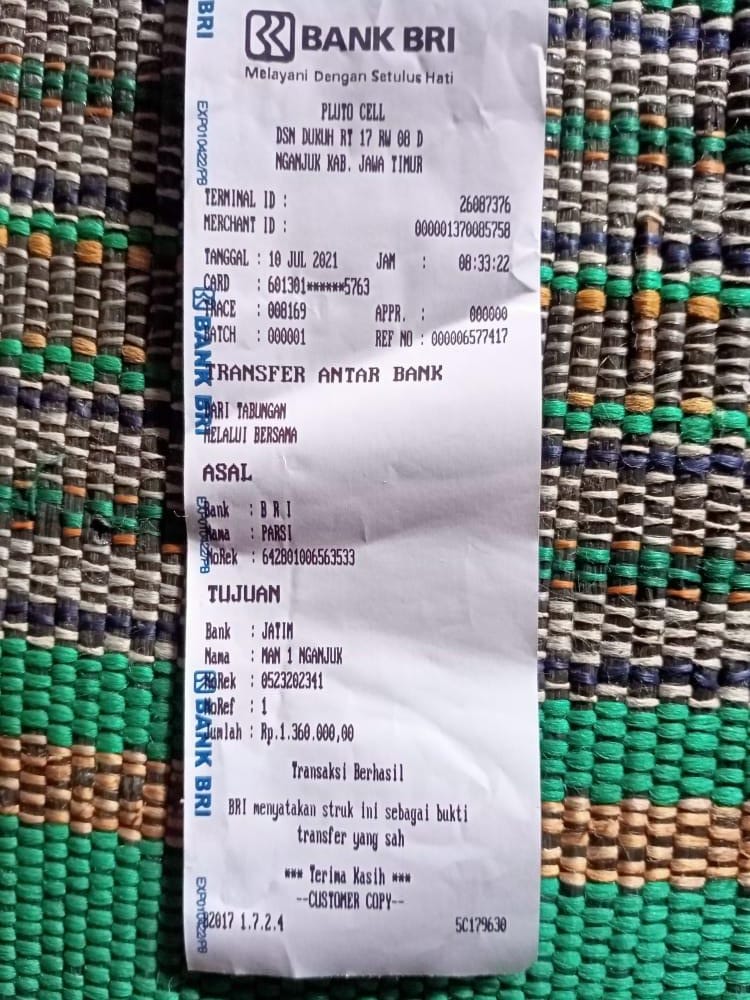 BANK BRI
Melayani Dengan Setulus Hati
PLUTO CELL
DSN DUKUH RT 17 RW 08 D
NGANJUK KAB. JAWA TIMUR
TERMINAL ID : 26087376
MERCHANT ID : 000001370085758
TANGGAL : 10 JUL 2021 JAM : 08:33:22
CARD : 601301******5763
TRACE : 008169 APPR. : 000000
BATCH : 000001 REF NO : 000006577417
TRANSFER ANTAR BANK
DARI TABUNGAN
MELALUI BERSAMA
ASAL
Bank : B R I
Nama : PARSI
NoRek : 642801006563533
TUJUAN
Bank : JATIM
Nama : MAN 1 NGANJUK
NoRek : 0523202341
NoRef : 1
Jumlah : Rp.1.360.000,00
Transaksi Berhasil
BRI menyatakan struk ini sebagai bukti
transfer yang sah
*** Terima Kasih ***
--CUSTOMER COPY--
82017 1.7.2.4 5C179630
BRI
EXP010422/PB
BANK BRI
EXP010422/PB
BANK BRI
EXP010422/PB